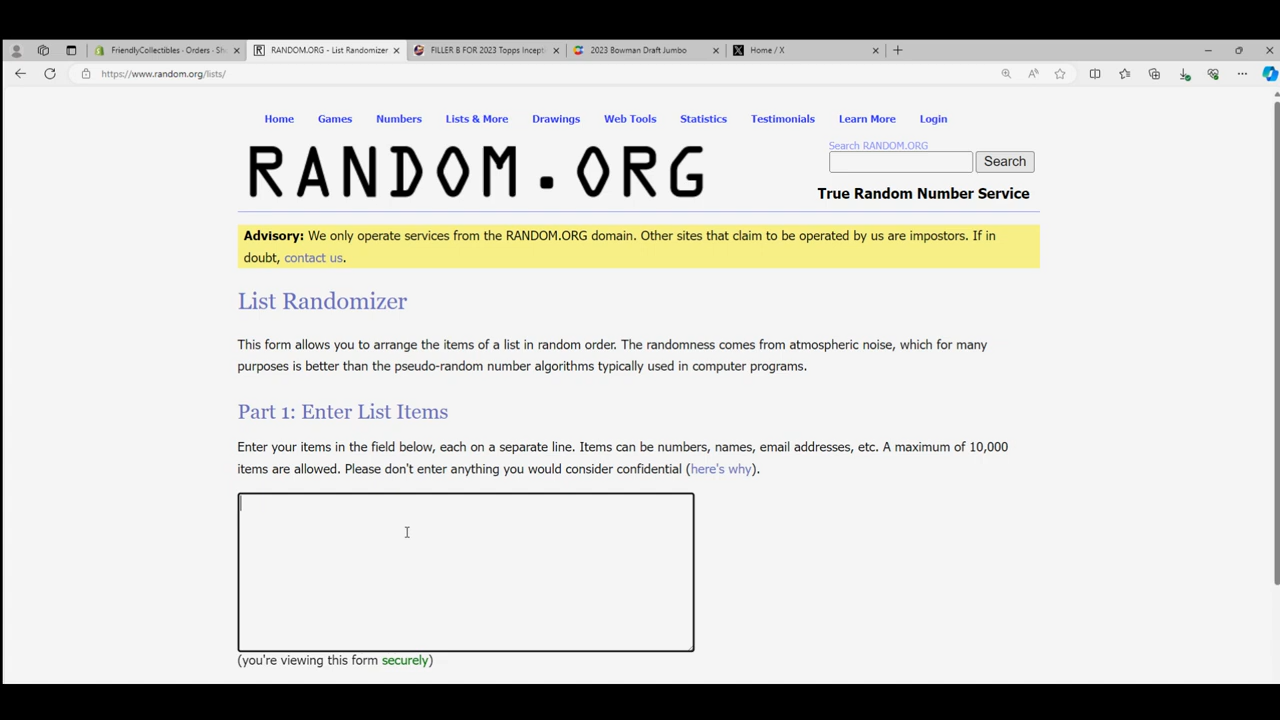 FriendlyCollectibles - Orders - Sh
RANDOM.ORG - List Randomizer
FILLER B FOR 2023 Topps Incept
2023 Bowman Draft Jumbo
Home / X
https://www.random.org/lists/
Home Games Numbers Lists & More Drawings Web Tools Statistics Testimonials Learn More Login
RANDOM.ORG
Search RANDOM.ORG
Search
True Random Number Service
Advisory: We only operate services from the RANDOM.ORG domain. Other sites that claim to be operated by us are impostors. If in
doubt, contact us.
List Randomizer
This form allows you to arrange the items of a list in random order. The randomness comes from atmospheric noise, which for many
purposes is better than the pseudo-random number algorithms typically used in computer programs.
Part 1: Enter List Items
Enter your items in the field below, each on a separate line. Items can be numbers, names, email addresses, etc. A maximum of 10,000
items are allowed. Please don't enter anything you would consider confidential (here's why).
(you're viewing this form securely)